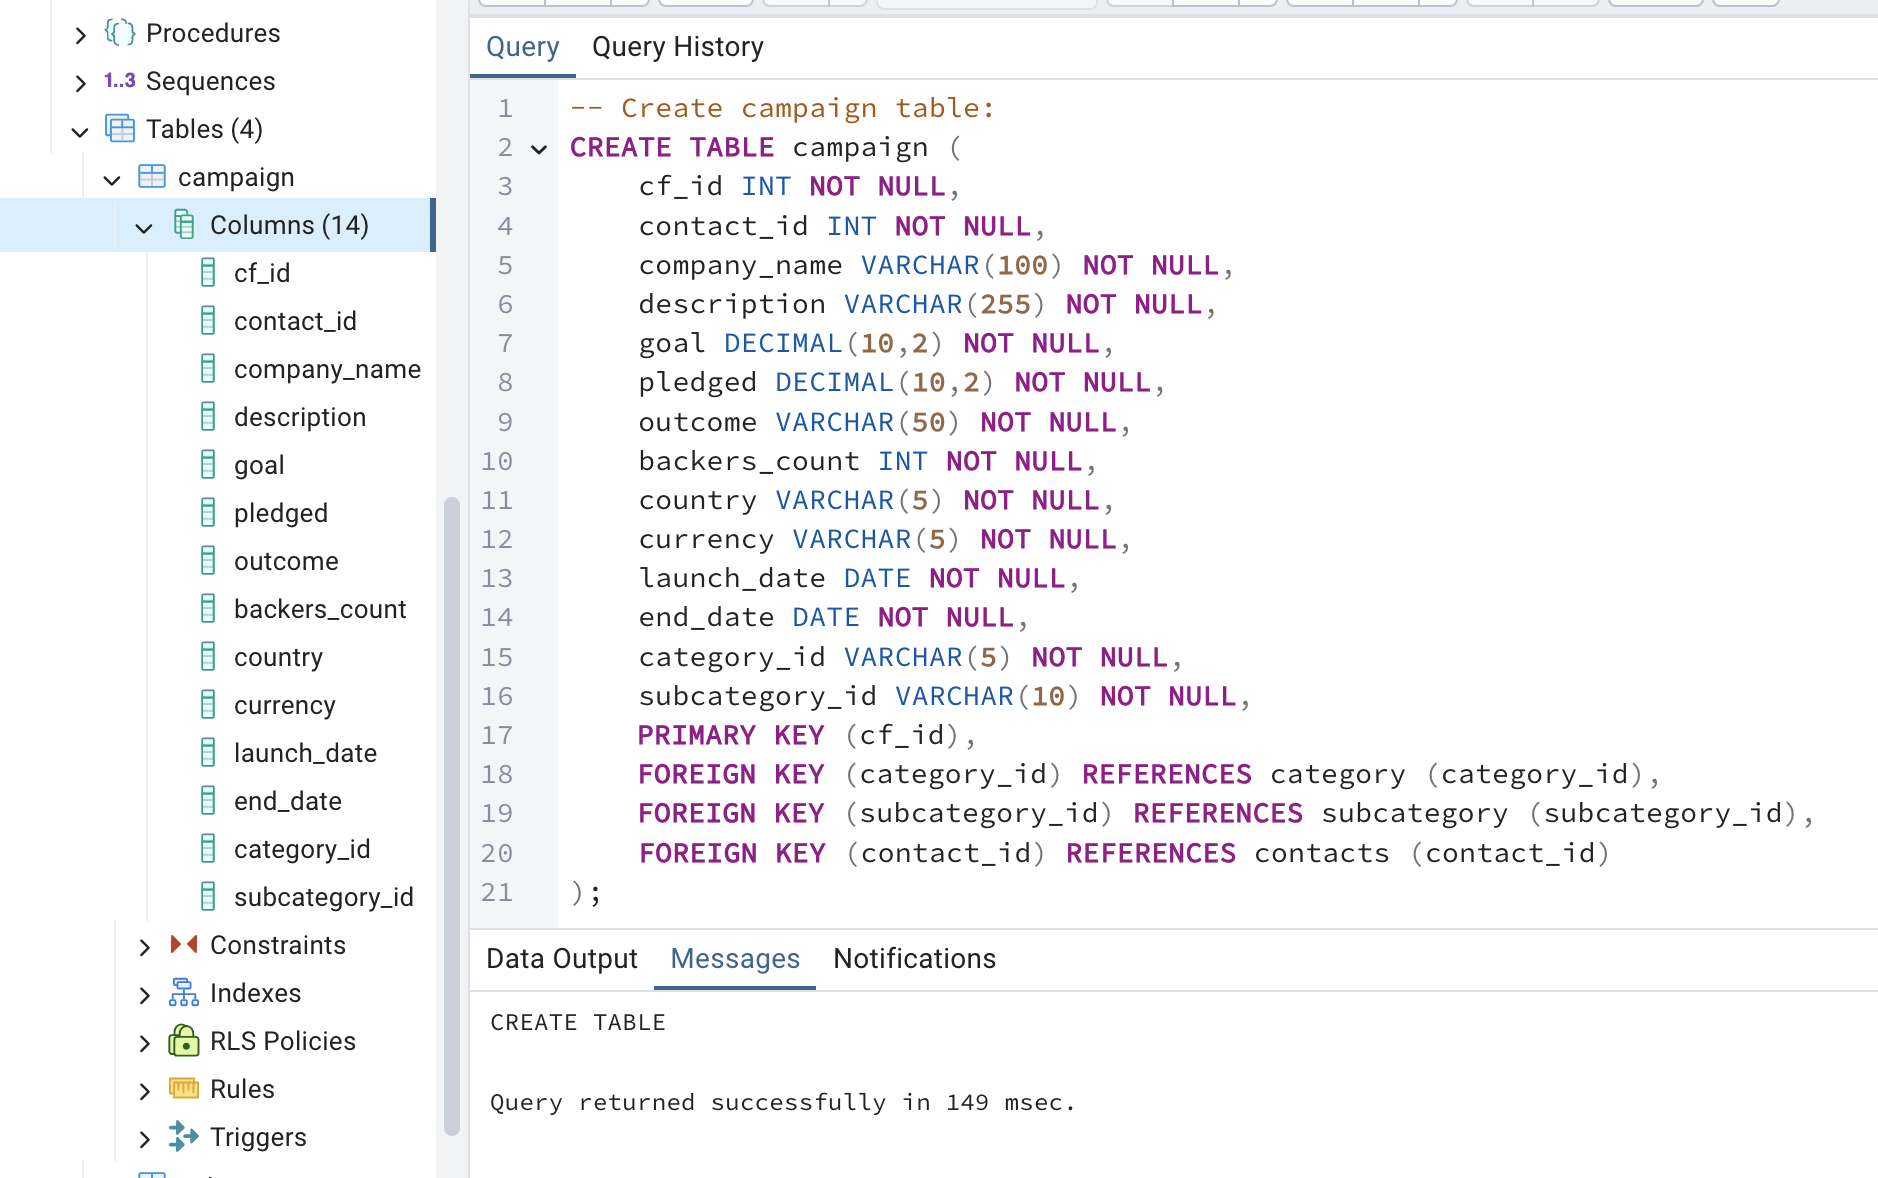 Procedures
1..3 Sequences
Tables (4)
campaign
Columns (14)
cf_id
contact_id
company_name
description
goal
pledged
outcome
backers_count
country
currency
launch_date
end_date
category_id
subcategory_id
Constraints
Indexes
RLS Policies
Rules
Triggers
Query Query History
1 -- Create campaign table:
2 CREATE TABLE campaign (
3 cf_id INT NOT NULL,
4 contact_id INT NOT NULL,
5 company_name VARCHAR(100) NOT NULL,
6 description VARCHAR(255) NOT NULL,
7 goal DECIMAL(10,2) NOT NULL,
8 pledged DECIMAL(10,2) NOT NULL,
9 outcome VARCHAR(50) NOT NULL,
10 backers_count INT NOT NULL,
11 country VARCHAR(5) NOT NULL,
12 currency VARCHAR(5) NOT NULL,
13 launch_date DATE NOT NULL,
14 end_date DATE NOT NULL,
15 category_id VARCHAR(5) NOT NULL,
16 subcategory_id VARCHAR(10) NOT NULL,
17 PRIMARY KEY (cf_id),
18 FOREIGN KEY (category_id) REFERENCES category (category_id),
19 FOREIGN KEY (subcategory_id) REFERENCES subcategory (subcategory_id),
20 FOREIGN KEY (contact_id) REFERENCES contacts (contact_id)
21 );
Data Output Messages Notifications
CREATE TABLE
Query returned successfully in 149 msec.